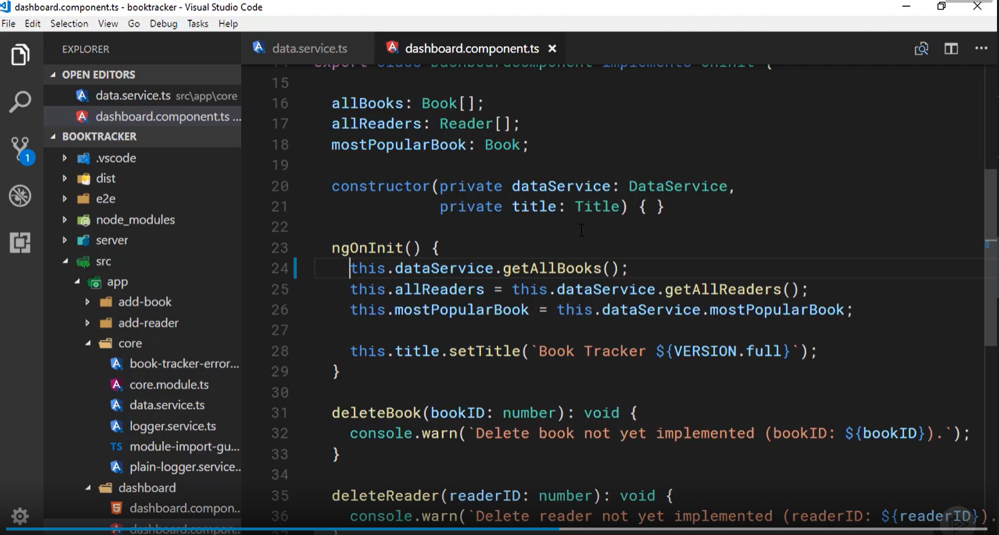 dashboard.component.ts - booktracker - Visual Studio Code
File Edit Selection View Go Debug Tasks Help
EXPLORER
OPEN EDITORS
data.service.ts src\app\core
dashboard.component.ts ...
BOOKTRACKER
.vscode
dist
e2e
node_modules
server
src
app
add-book
add-reader
core
book-tracker-error...
core.module.ts
data.service.ts
logger.service.ts
TS module-import-gu...
plain-logger.service...
dashboard
dashboard.compon...
dashboard.compon...
1
data.service.ts
dashboard.component.ts
14 export class DashboardComponent implements OnInit {
15
16 allBooks: Book[];
17 allReaders: Reader[];
18 mostPopularBook: Book;
19
20 constructor(private dataService: DataService,
21 private title: Title) { }
22
23 ngOnInit() {
24 this.dataService.getAllBooks();
25 this.allReaders = this.dataService.getAllReaders();
26 this.mostPopularBook = this.dataService.mostPopularBook;
27
28 this.title.setTitle(`Book Tracker ${VERSION.full}`);
29 }
30
31 deleteBook(bookID: number): void {
32 console.warn(`Delete book not yet implemented (bookID: ${bookID}).`);
33 }
34
35 deleteReader(readerID: number): void {
36 console.warn(`Delete reader not yet implemented (readerID: ${readerID}).